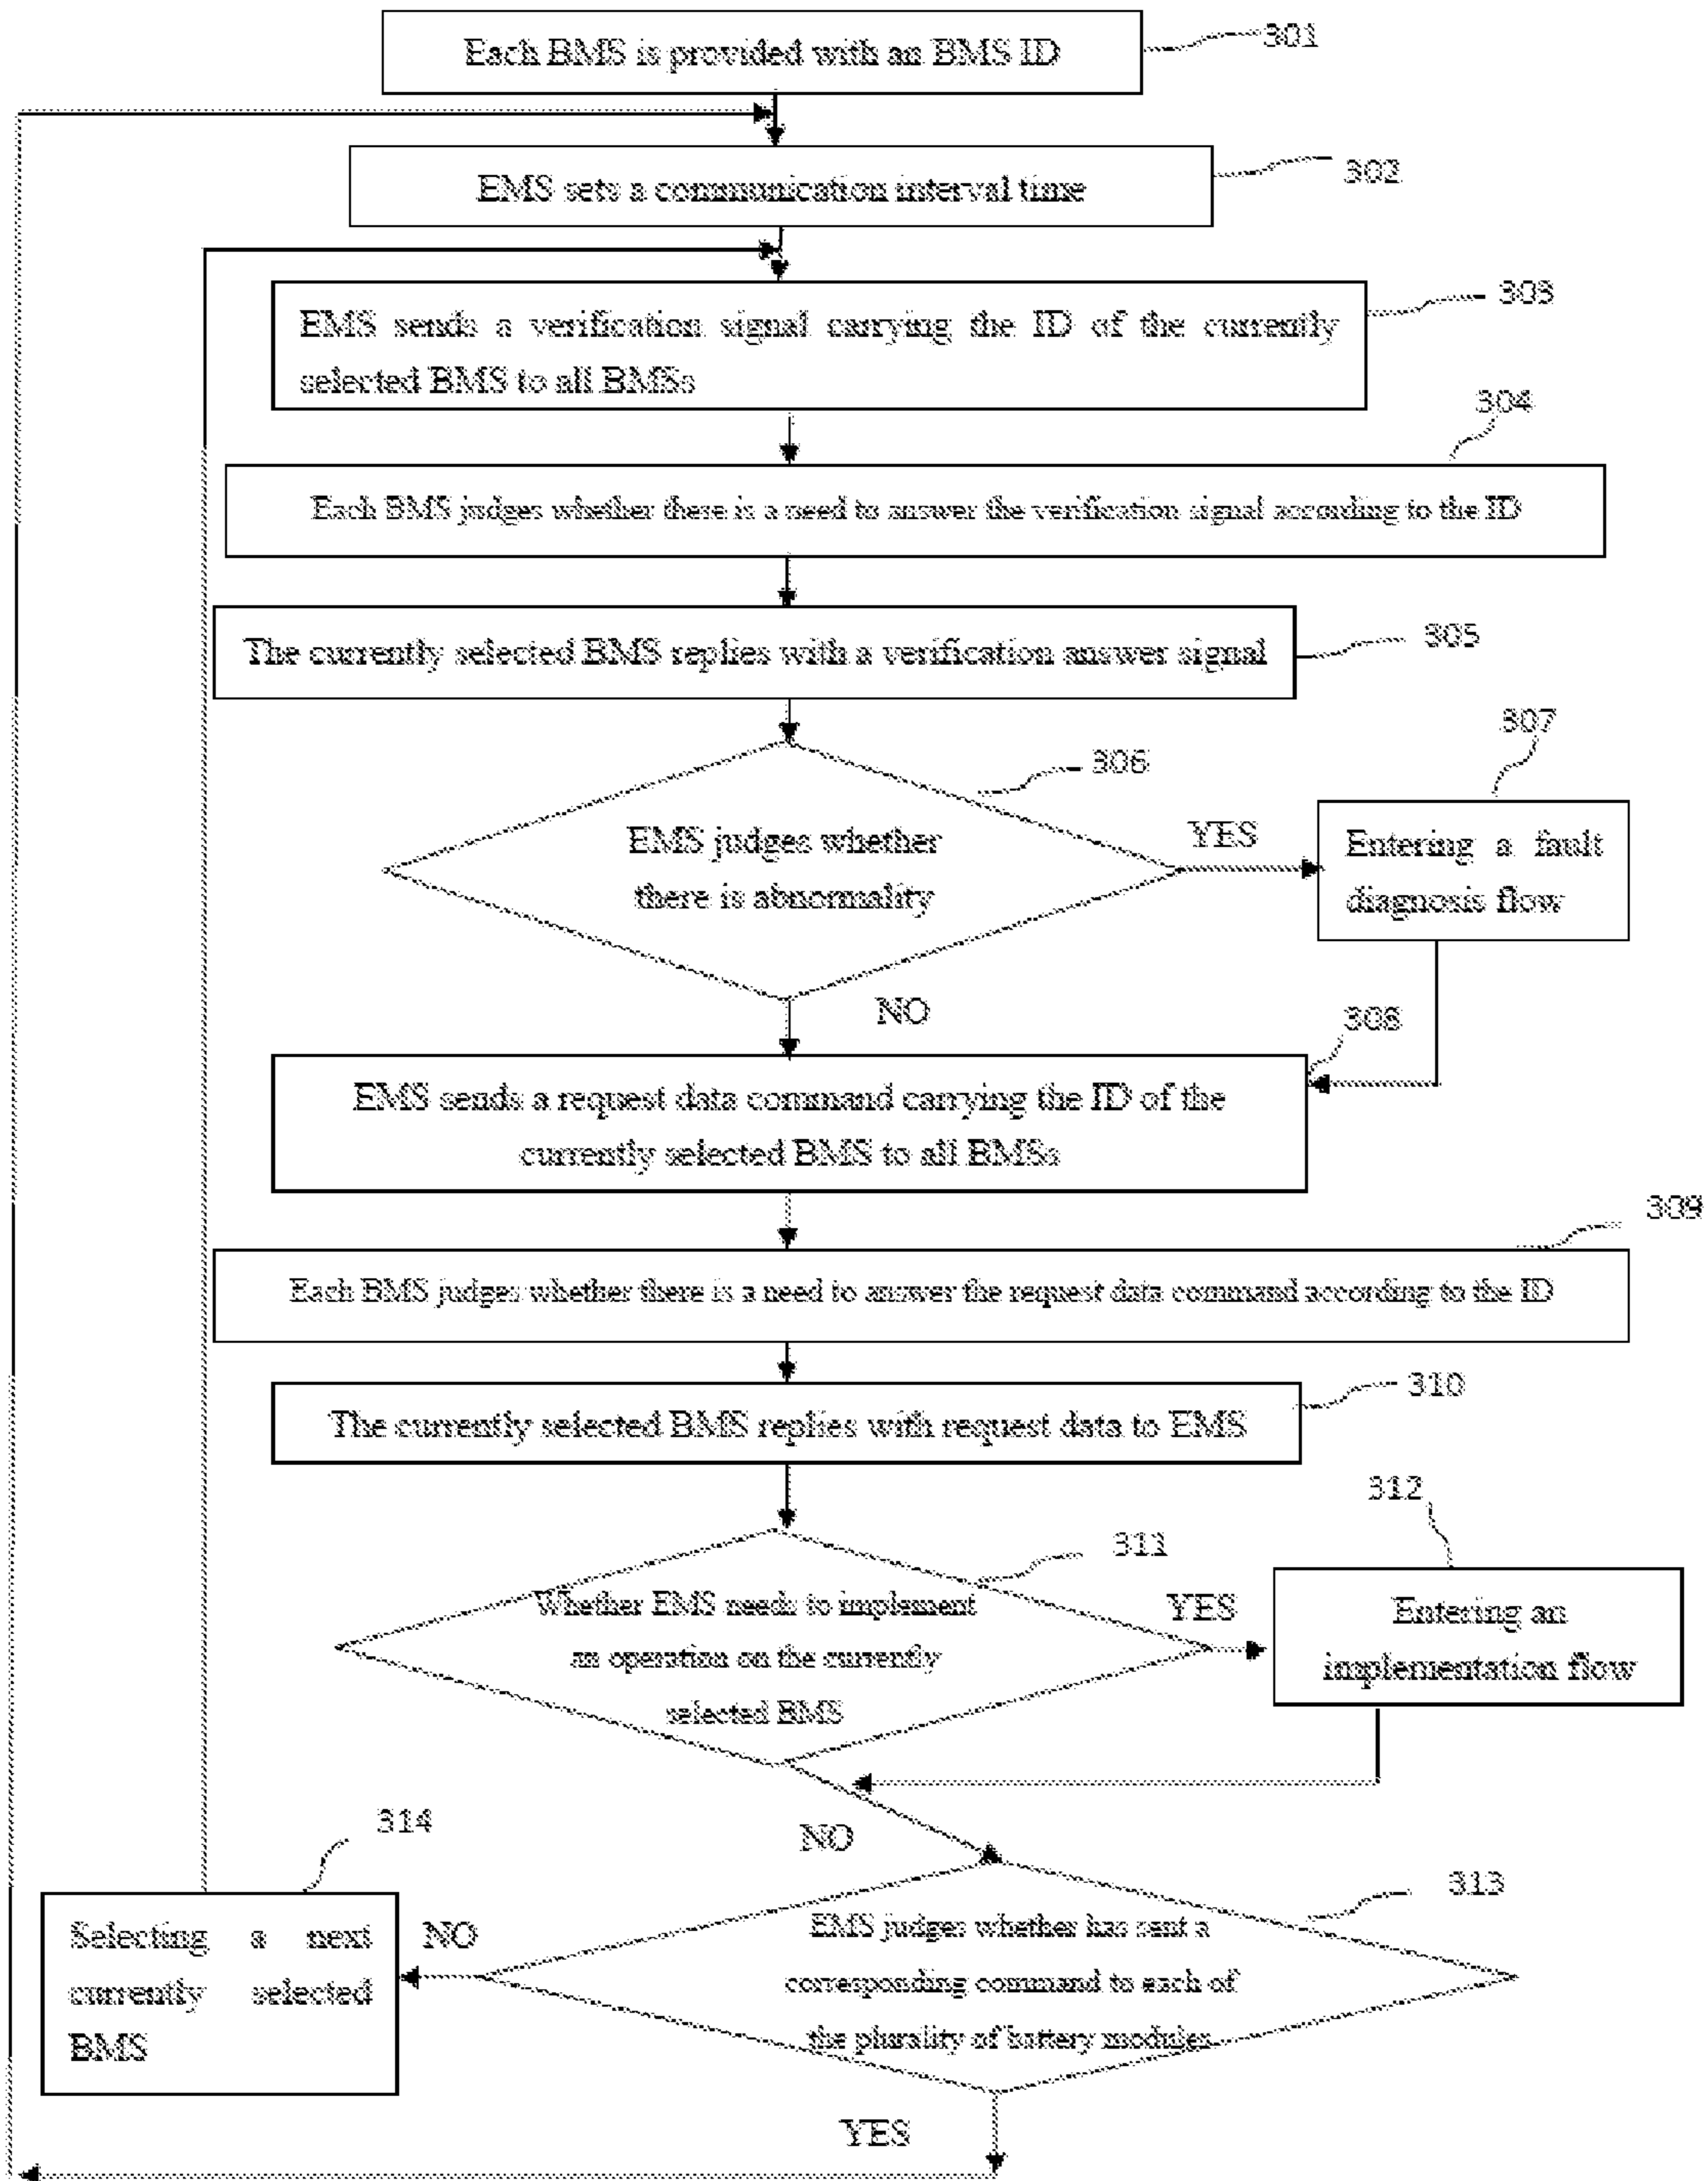 Each BMS is provided with an BMS ID
301
EMS sets a communication interval time
302
EMS sends a verification signal carrying the ID of the currently
selected BMS to all BMSs
303
304
Each BMS judges whether there is a need to answer the verification signal according to the ID
The currently selected BMS replies with a verification answer signal
305
306
307
EMS judges whether
there is abnormality
YES
Entering a fault
diagnosis flow
NO
308
EMS sends a request data command carrying the ID of the
currently selected BMS to all BMSs
309
Each BMS judges whether there is a need to answer the request data command according to the ID
The currently selected BMS replies with request data to EMS
310
311
312
Whether EMS needs to implement
an operation on the currently
selected BMS
YES
Entering an
implementation flow
NO
314
313
Selecting a next
currently selected
BMS
NO
EMS judges whether has sent a
corresponding command to each of
the plurality of battery modules
YES